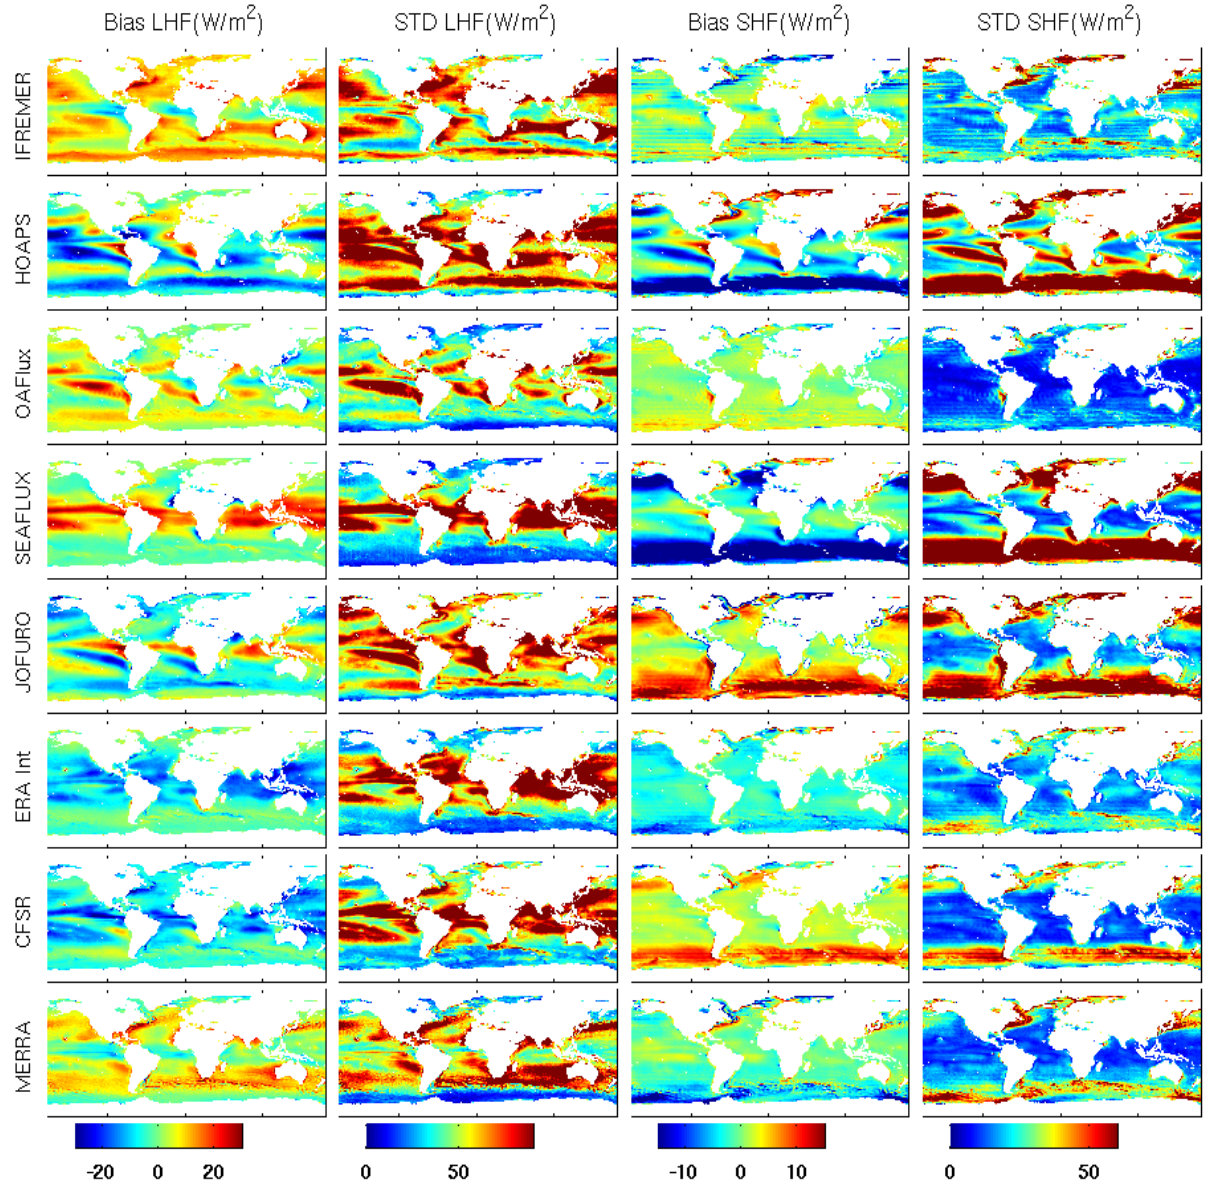 Bias LHF(W/m²) STD LHF(W/m²) Bias SHF(W/m²) STD SHF(W/m²)
IFREMER
HOAPS
OAFlux
SEAFLUX
JOFURO
ERA Int
CFSR
MERRA
-20 0 20 0 50 -10 0 10 0 50